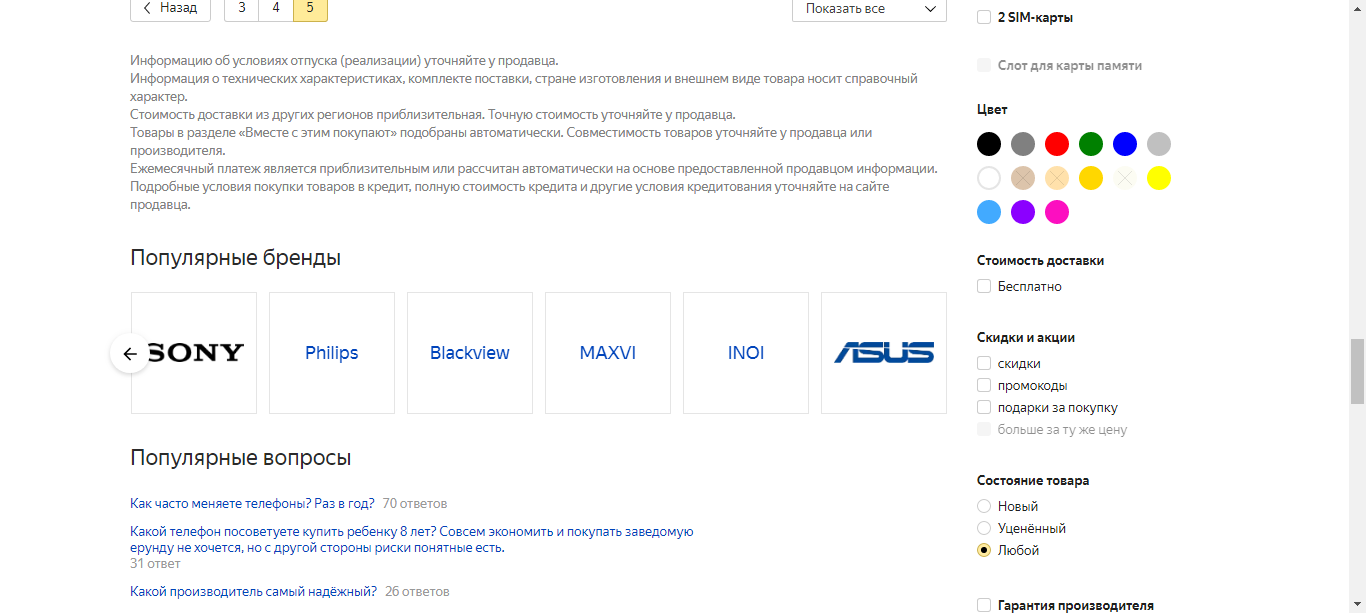 Назад
3
4
5
Показать все
Информацию об условиях отпуска (реализации) уточняйте у продавца.
Информация о технических характеристиках, комплекте поставки, стране изготовления и внешнем виде товара носит справочный
характер.
Стоимость доставки из других регионов приблизительная. Точную стоимость уточняйте у продавца.
Товары в разделе «Вместе с этим покупают» подобраны автоматически. Совместимость товаров уточняйте у продавца или
производителя.
Ежемесячный платеж является приблизительным или рассчитан автоматически на основе предоставленной продавцом информации.
Подробные условия покупки товаров в кредит, полную стоимость кредита и другие условия кредитования уточняйте на сайте
продавца.
Популярные бренды
SONY
Philips
Blackview
MAXVI
INOI
ASUS
Популярные вопросы
Как часто меняете телефоны? Раз в год? 70 ответов
Какой телефон посоветуете купить ребенку 8 лет? Совсем экономить и покупать заведомую
ерунду не хочется, но с другой стороны риски понятные есть.
31 ответ
Какой производитель самый надёжный? 26 ответов
2 SIM-карты
Слот для карты памяти
Цвет
Стоимость доставки
Бесплатно
Скидки и акции
скидки
промокоды
подарки за покупку
больше за ту же цену
Состояние товара
Новый
Уценённый
Любой
Гарантия производителя